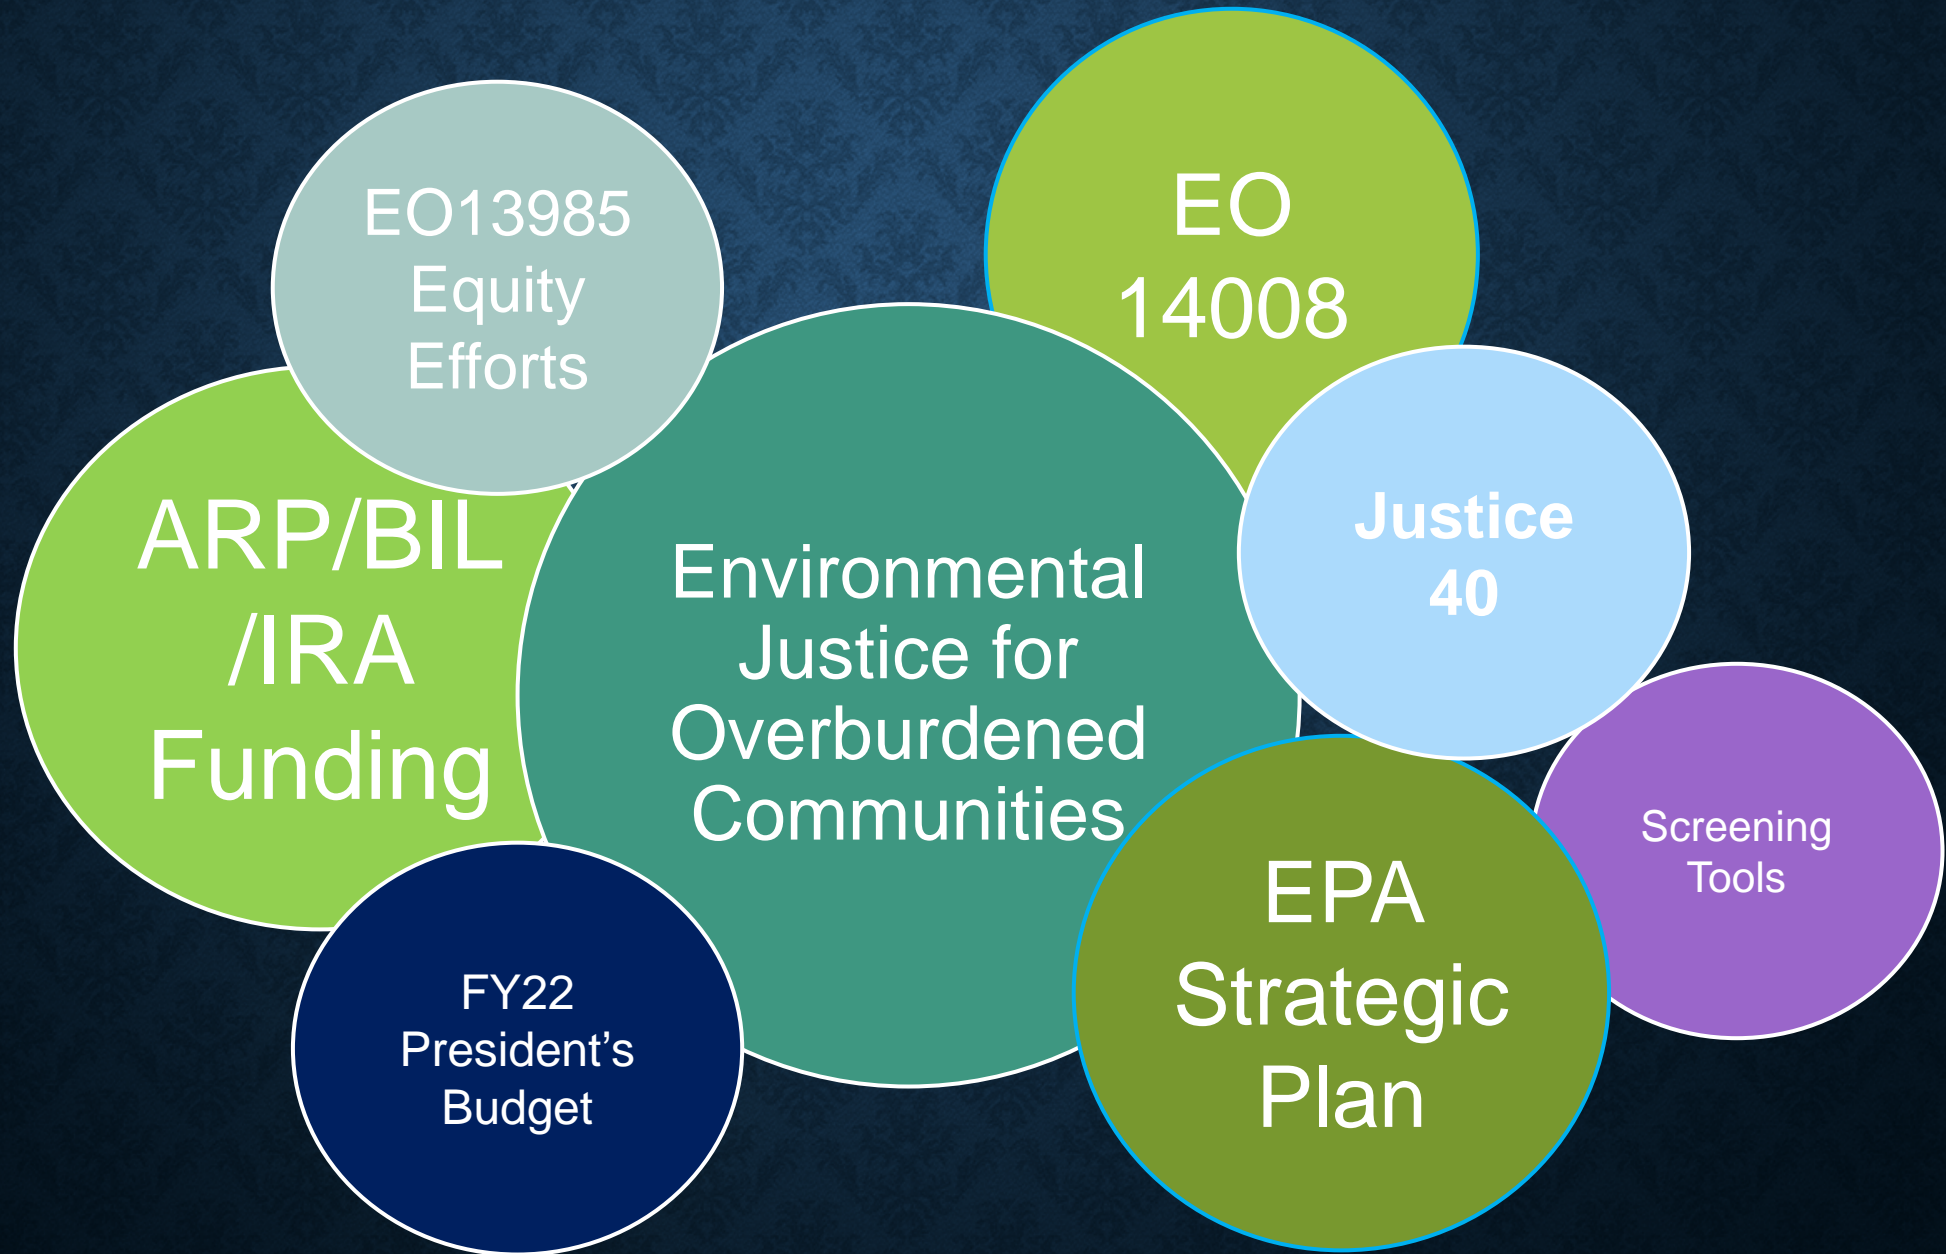 EO13985
Equity
Efforts
EO
14008
ARP/BIL
/IRA
Funding
Environmental
Justice for
Overburdened
Communities
Justice
40
Screening
Tools
EPA
Strategic
Plan
FY22
President’s
Budget